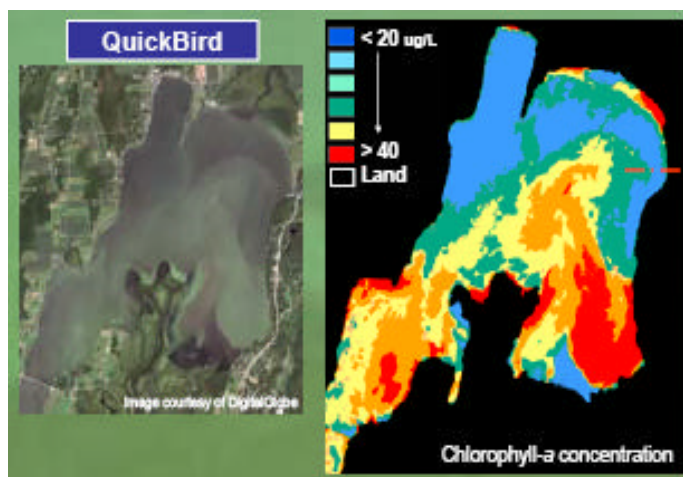 QuickBird
Image courtesy of DigitalGlobe
< 20 ug/L
> 40
Land
Chlorophyll-a concentration